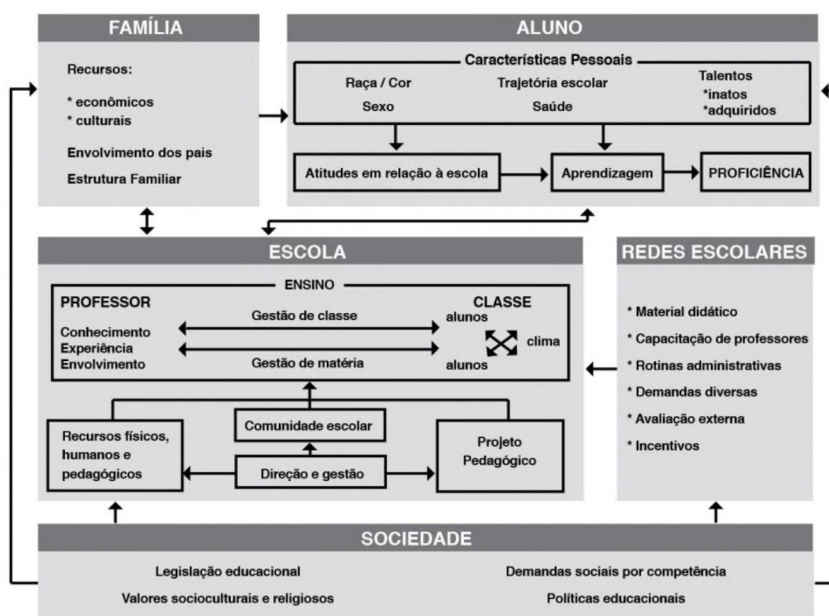 FAMÍLIA
Recursos:
* econômicos
* culturais
Envolvimento dos pais
Estrutura Familiar
ALUNO
Características Pessoais
Raça / Cor
Sexo
Trajetória escolar
Saúde
Talentos
*inatos
*adquiridos
Atitudes em relação à escola
Aprendizagem
PROFICIÊNCIA
ESCOLA
ENSINO
PROFESSOR
Conhecimento
Experiência
Envolvimento
Gestão de classe
Gestão de matéria
CLASSE
alunos
clima
alunos
Recursos físicos,
humanos e
pedagógicos
Comunidade escolar
Direção e gestão
Projeto
Pedagógico
REDES ESCOLARES
* Material didático
* Capacitação de professores
* Rotinas administrativas
* Demandas diversas
* Avaliação externa
* Incentivos
SOCIEDADE
Legislação educacional
Demandas sociais por competência
Valores socioculturais e religiosos
Políticas educacionais